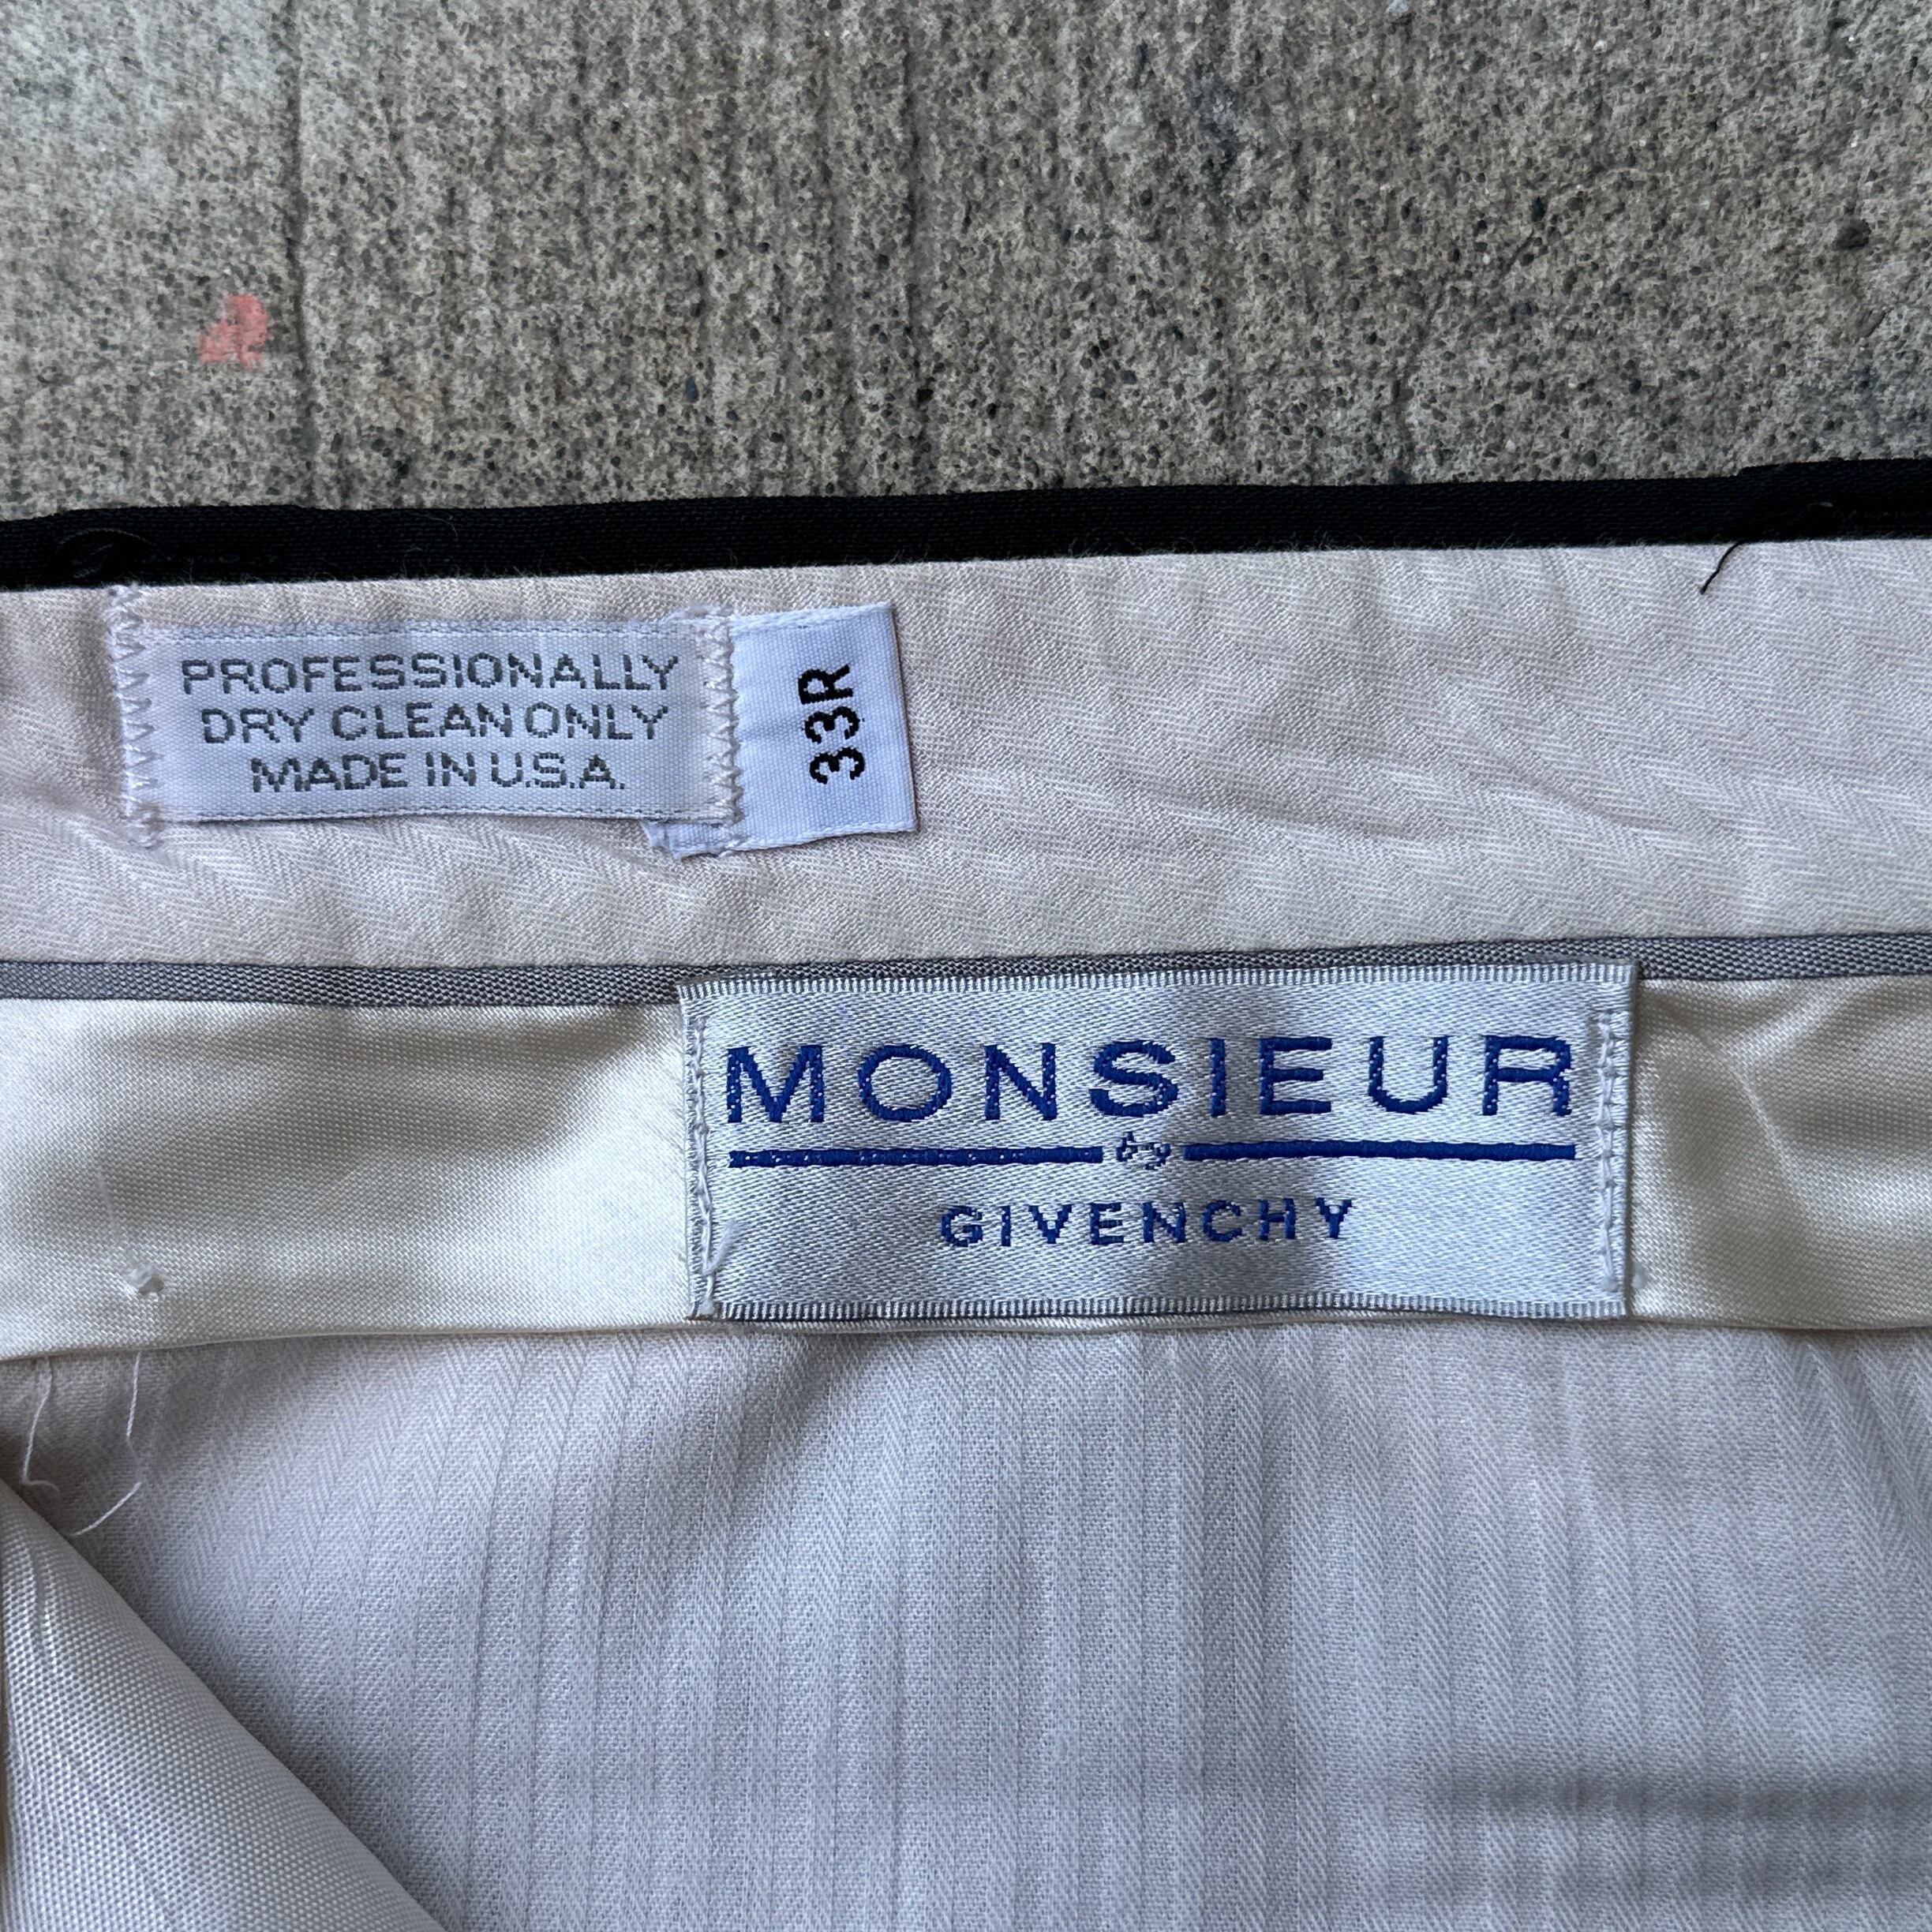 PROFESSIONALLY
DRY CLEAN ONLY
MADE IN U.S.A.
33R
MONSIEUR
by
GIVENCHY